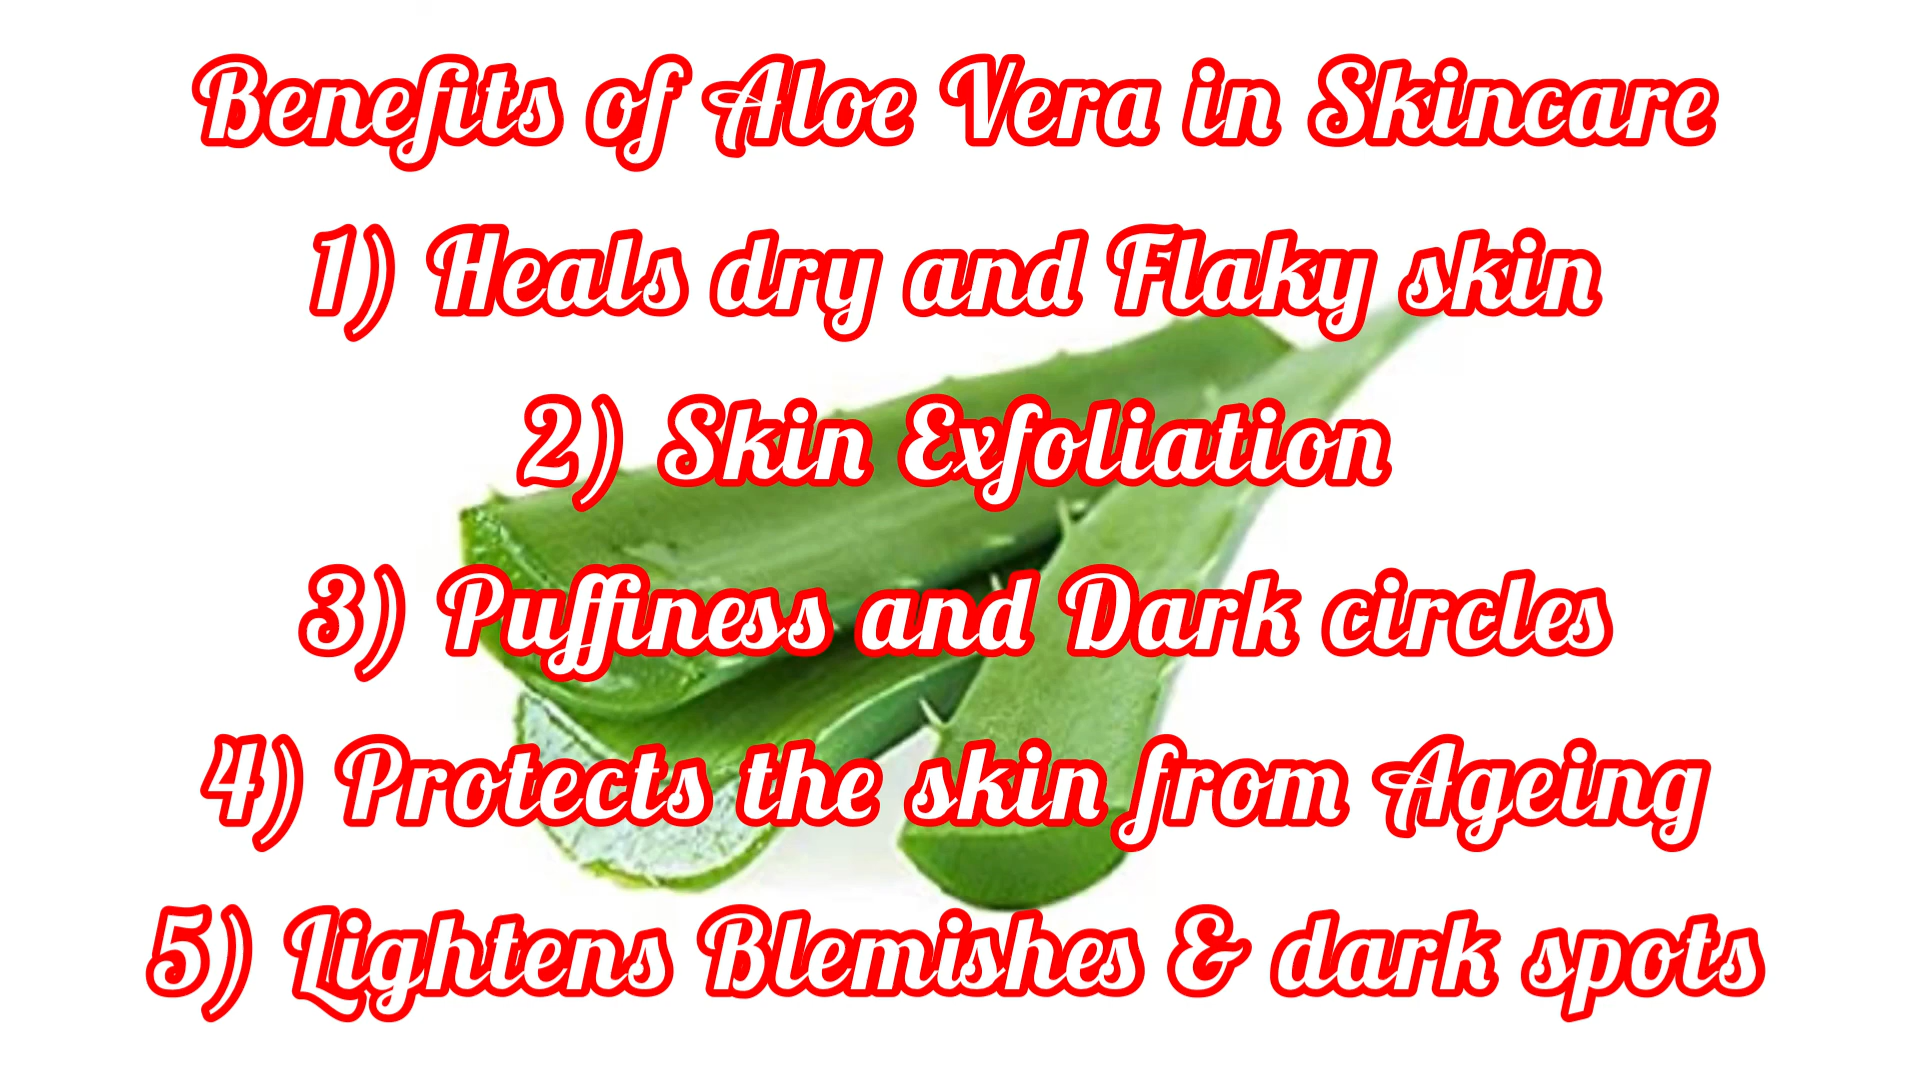 Benefits of Aloe Vera in Skincare
1) Heals dry and Flaky skin
2) Skin Exfoliation
3) Puffiness and Dark circles
4) Protects the skin from Ageing
5) Lightens Blemishes & dark spots